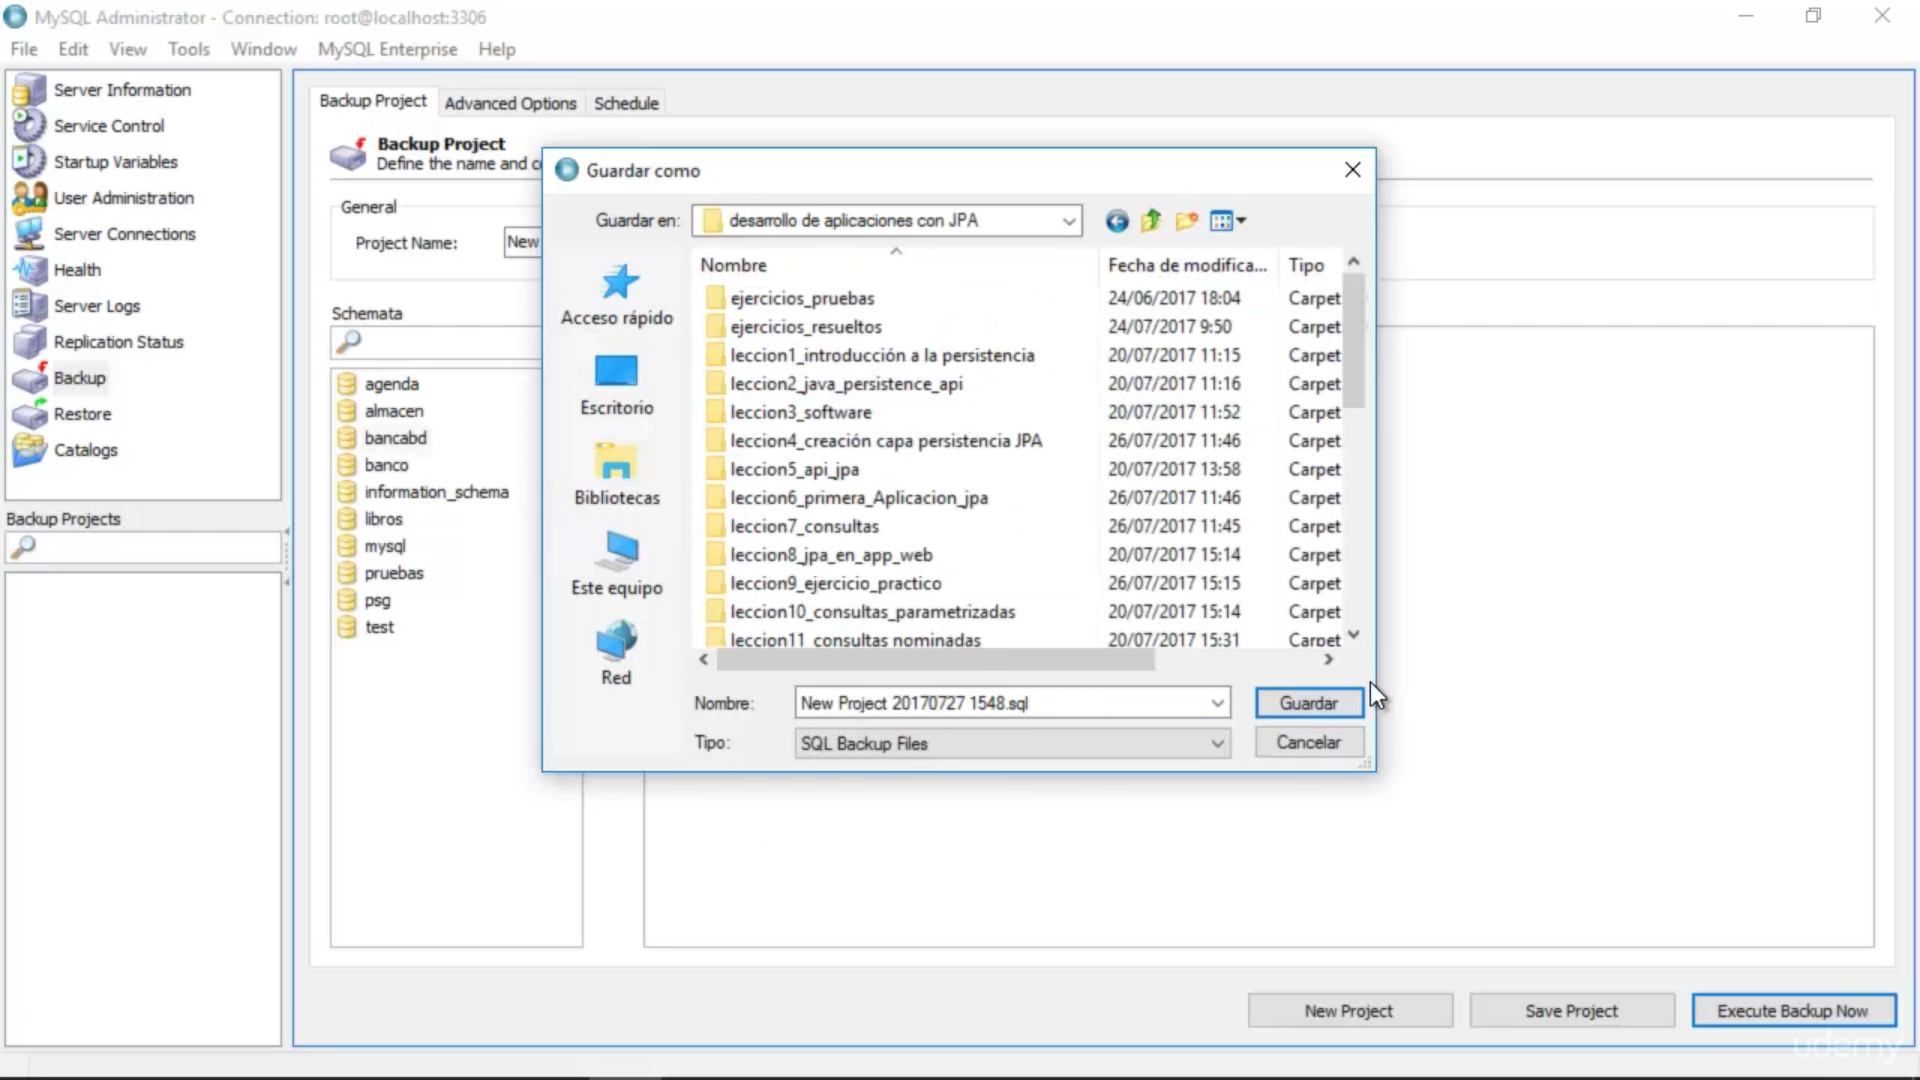 MySQL Administrator - Connection: root@localhost:3306
File Edit View Tools Window MySQL Enterprise Help
Server Information
Service Control
Startup Variables
User Administration
Server Connections
Health
Server Logs
Replication Status
Backup
Restore
Catalogs
Backup Projects
Backup Project Advanced Options Schedule
Backup Project
Define the name and
General
Project Name: New
Schemata
agenda
almacen
bancabd
banco
information_schema
libros
mysql
pruebas
psg
test
Guardar como
Guardar en: desarrollo de aplicaciones con JPA
Acceso rápido
Escritorio
Bibliotecas
Este equipo
Red
Nombre Fecha de modifica... Tipo
ejercicios_pruebas 24/06/2017 18:04 Carpet
ejercicios_resueltos 24/07/2017 9:50 Carpet
leccion1_introducción a la persistencia 20/07/2017 11:15 Carpet
leccion2_java_persistence_api 20/07/2017 11:16 Carpet
leccion3_software 20/07/2017 11:52 Carpet
leccion4_creación capa persistencia JPA 26/07/2017 11:46 Carpet
leccion5_api_jpa 20/07/2017 13:58 Carpet
leccion6_primera_Aplicacion_jpa 26/07/2017 11:46 Carpet
leccion7_consultas 26/07/2017 11:45 Carpet
leccion8_jpa_en_app_web 20/07/2017 15:14 Carpet
leccion9_ejercicio_practico 26/07/2017 15:15 Carpet
leccion10_consultas_parametrizadas 20/07/2017 15:14 Carpet
leccion11_consultas nominadas 20/07/2017 15:31 Carpet
Nombre: New Project 20170727 1548.sql Guardar
Tipo: SQL Backup Files Cancelar
New Project Save Project Execute Backup Now
udemy